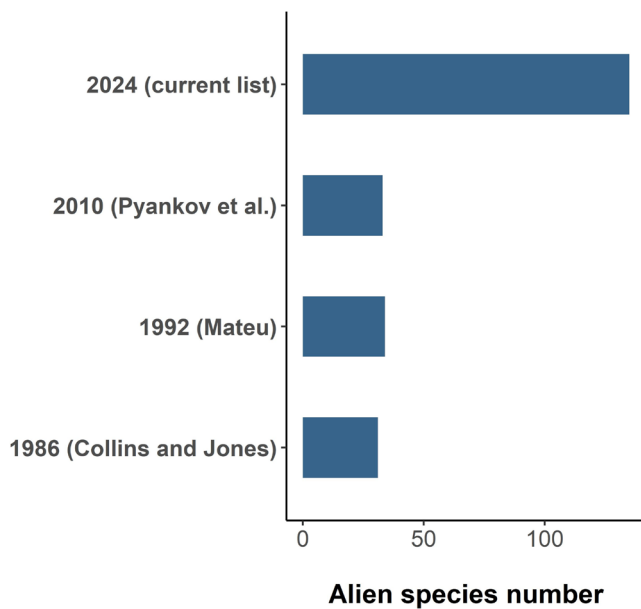 2024 (current list)
2010 (Pyankov et al.)
1992 (Mateu)
1986 (Collins and Jones)
0 50 100
Alien species number